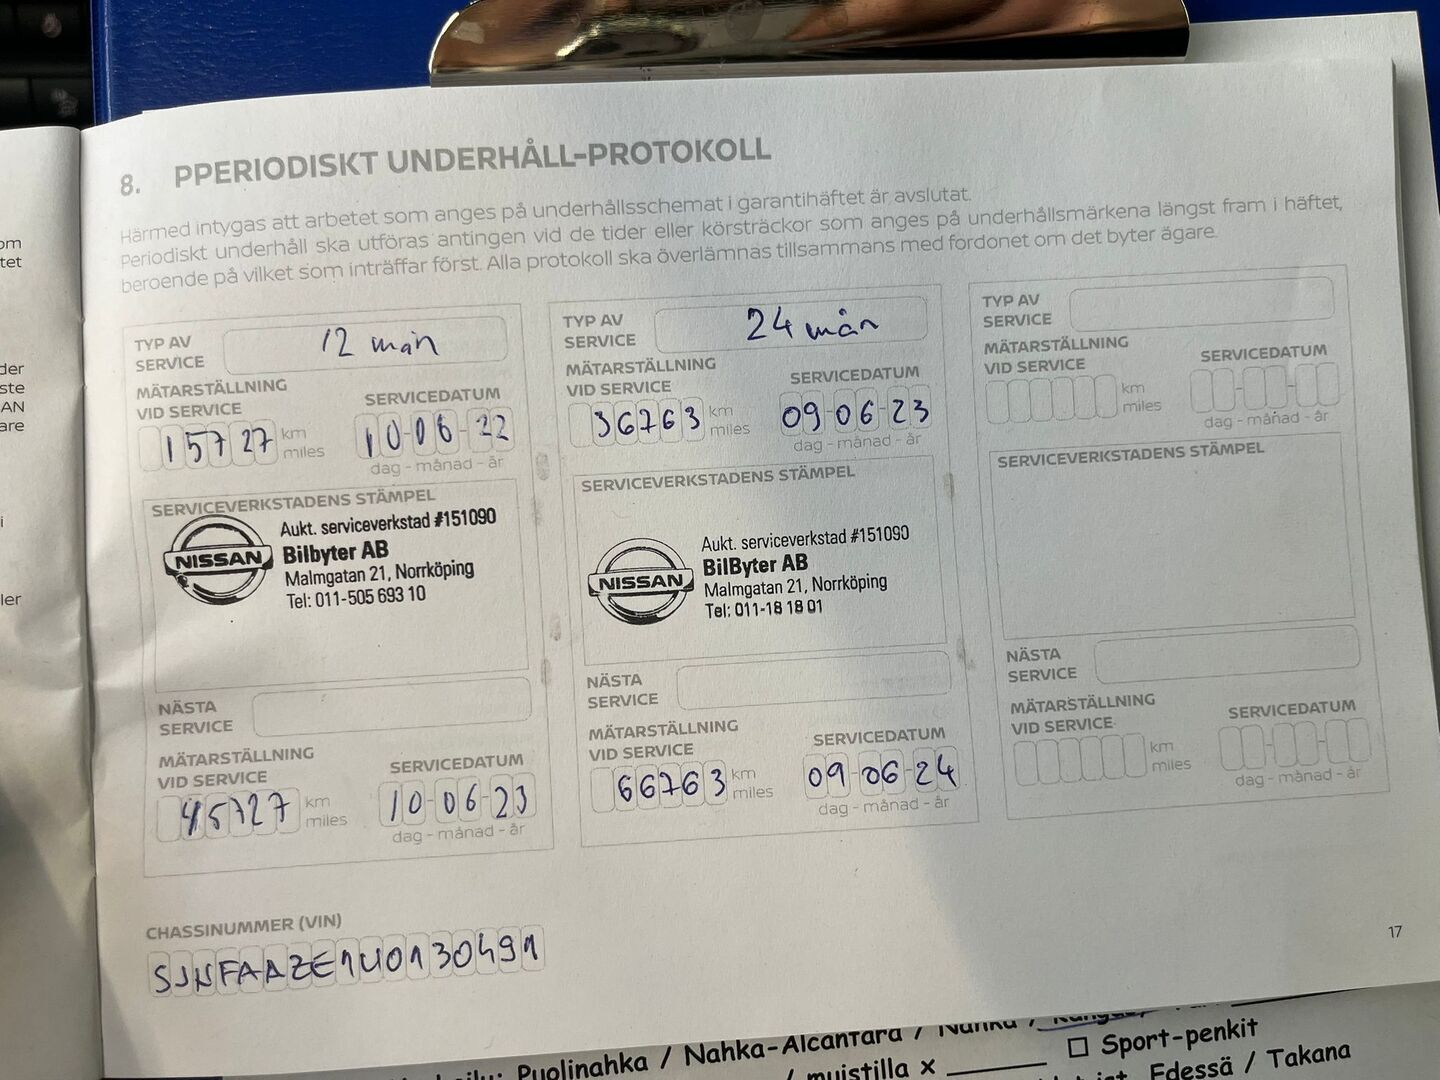 8. PPERIODISKT UNDERHÅLL-PROTOKOLL
Härmed intygas att arbetet som anges på underhållsschemat i garantihäftet är avslutat.
Periodiskt underhåll ska utföras antingen vid de tider eller körsträckor som anges på underhållsmärkena längst fram i häftet,
beroende på vilket som inträffar först. Alla protokoll ska överlämnas tillsammans med fordonet om det byter ägare.
TYP AV
SERVICE
12 mån
MÄTARSTÄLLNING
VID SERVICE
15727 km
miles
SERVICEDATUM
10-06-22
dag - månad - år
SERVICEVERKSTADENS STÄMPEL
NISSAN
Aukt. serviceverkstad #151090
Bilbyter AB
Malmgatan 21, Norrköping
Tel: 011-505 693 10
NÄSTA
SERVICE
MÄTARSTÄLLNING
VID SERVICE
45727 km
miles
SERVICEDATUM
10-06-23
dag - månad - år
TYP AV
SERVICE
24 mån
MÄTARSTÄLLNING
VID SERVICE
36763 km
miles
SERVICEDATUM
09-06-23
dag - månad - år
SERVICEVERKSTADENS STÄMPEL
NISSAN
Aukt. serviceverkstad #151090
BilByter AB
Malmgatan 21, Norrköping
Tel: 011-18 18 01
NÄSTA
SERVICE
MÄTARSTÄLLNING
VID SERVICE
66763 km
miles
SERVICEDATUM
09-06-24
dag - månad - år
TYP AV
SERVICE
MÄTARSTÄLLNING
VID SERVICE
km
miles
SERVICEDATUM
dag - månad - år
SERVICEVERKSTADENS STÄMPEL
NÄSTA
SERVICE
MÄTARSTÄLLNING
VID SERVICE
km
miles
SERVICEDATUM
dag - månad - år
CHASSINUMMER (VIN)
SJNFAAZE1U0130491
17
Puolinahka / Nahka-Alcantara / Nahka / Kangas,
Sport-penkit
/ muistilla x
Edessä / Takana